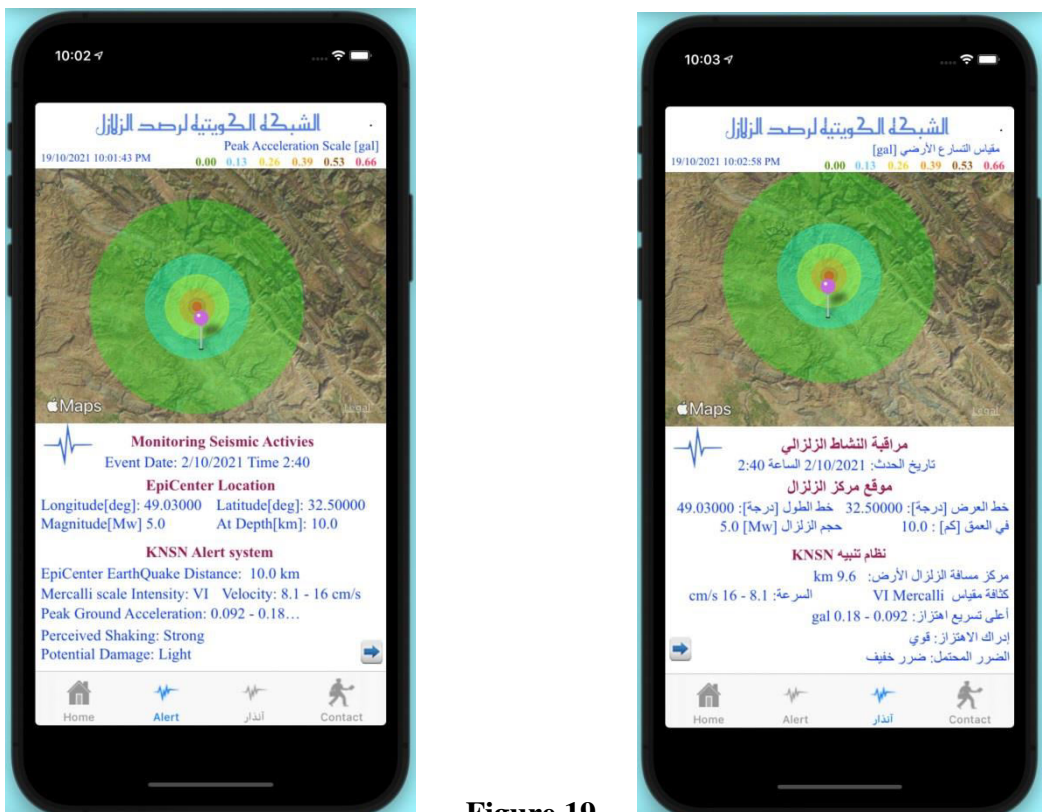 10:02
الشبكة الكويتية لرصد الزلازل
Peak Acceleration Scale [gal]
19/10/2021 10:01:43 PM 0.00 0.13 0.26 0.39 0.53 0.66
Maps
Legal
Monitoring Seismic Activies
Event Date: 2/10/2021 Time 2:40
EpiCenter Location
Longitude[deg]: 49.03000 Latitude[deg]: 32.50000
Magnitude[Mw] 5.0 At Depth[km]: 10.0
KNSN Alert system
EpiCenter EarthQuake Distance: 10.0 km
Mercalli scale Intensity: VI Velocity: 8.1 - 16 cm/s
Peak Ground Acceleration: 0.092 - 0.18…
Perceived Shaking: Strong
Potential Damage: Light
Home Alert آنذار Contact
10:03
الشبكة الكويتية لرصد الزلازل
مقياس التسارع الأرضي [gal]
19/10/2021 10:02:58 PM 0.00 0.13 0.26 0.39 0.53 0.66
Maps
Legal
مراقبة النشاط الزلزالي
تاريخ الحدث: 2/10/2021 الساعة 2:40
موقع مركز الزلزال
خط العرض [درجة]: 32.50000 خط الطول [درجة]: 49.03000
في العمق [كم] : 10.0 حجم الزلزال [Mw] 5.0
نظام تنبيه KNSN
مركز مسافة الزلزال الأرض: 9.6 km
كثافة مقياس VI Mercalli السرعة: 8.1 - 16 cm/s
أعلى تسريع اهتزاز: 0.092 - 0.18 gal
إدراك الاهتزاز: قوي
الضرر المحتمل: ضرر خفيف
Home Alert آنذار Contact
Figure 19